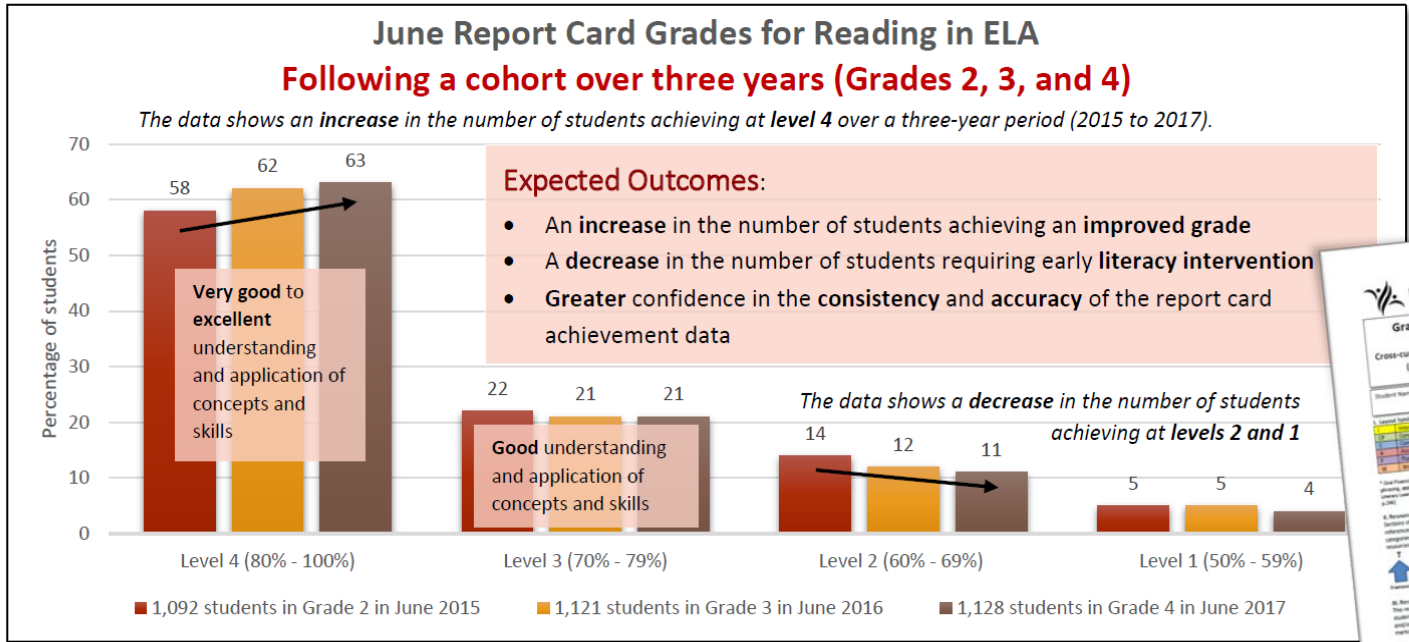 June Report Card Grades for Reading in ELA
Following a cohort over three years (Grades 2, 3, and 4)
The data shows an increase in the number of students achieving at level 4 over a three-year period (2015 to 2017).
Percentage of students
70
60
50
40
30
20
10
0
58
62
63
Very good to
excellent
understanding
and application of
concepts and
skills
Expected Outcomes:
• An increase in the number of students achieving an improved grade
• A decrease in the number of students requiring early literacy intervention
• Greater confidence in the consistency and accuracy of the report card
achievement data
22
21
21
Good understanding
and application of
concepts and skills
The data shows a decrease in the number of students
achieving at levels 2 and 1
14
12
11
5
5
4
Level 4 (80% - 100%)
Level 3 (70% - 79%)
Level 2 (60% - 69%)
Level 1 (50% - 59%)
1,092 students in Grade 2 in June 2015
1,121 students in Grade 3 in June 2016
1,128 students in Grade 4 in June 2017
Gra
Cross-cu
Student Nam